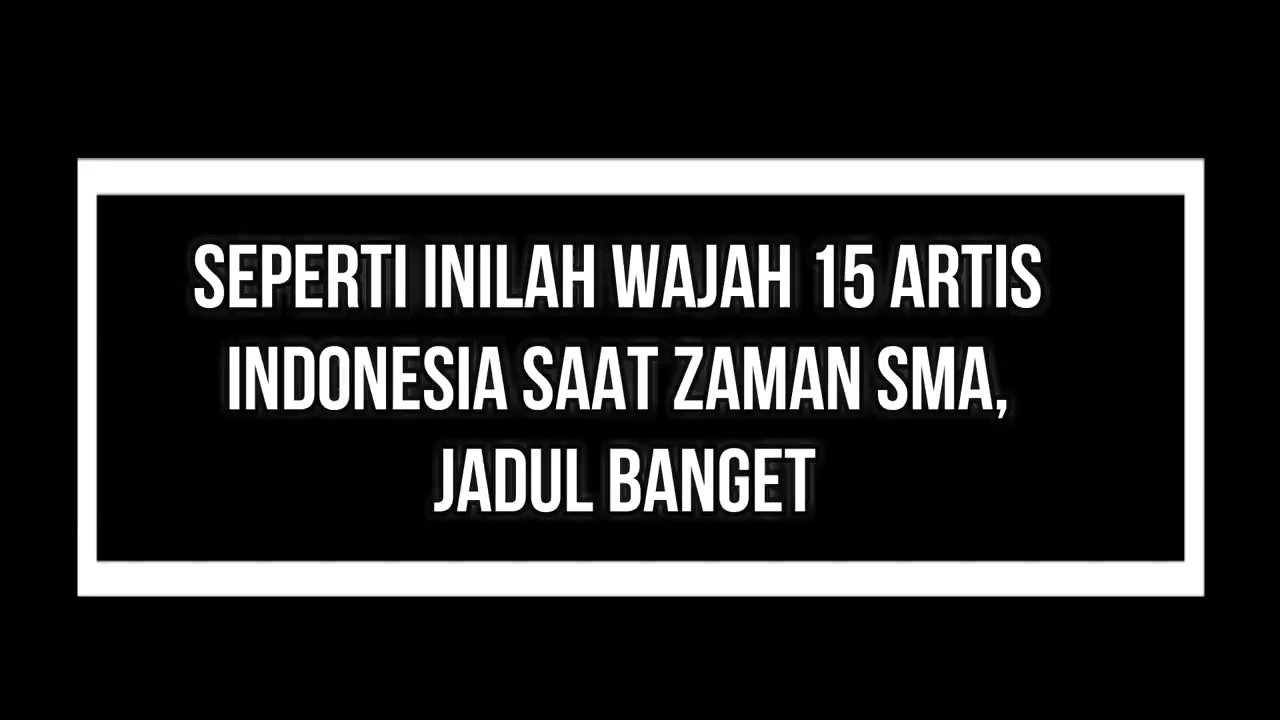 SEPERTI INILAH WAJAH 15 ARTIS
INDONESIA SAAT ZAMAN SMA,
JADUL BANGET